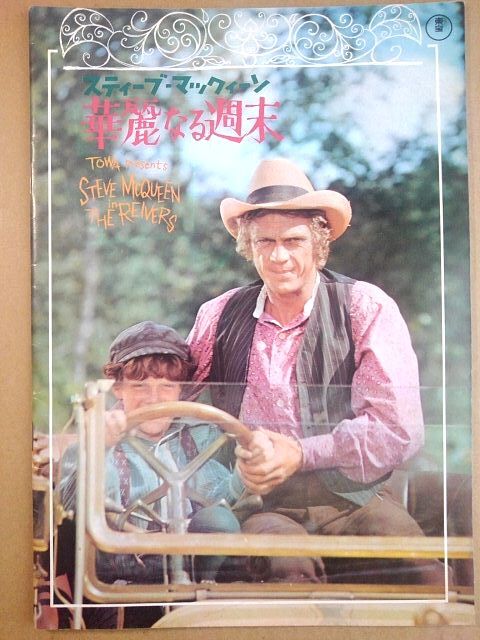 東宝
スティーブ・マックィーン
華麗なる週末
TOWA presents
STEVE McQUEEN
in
THE REIVERS